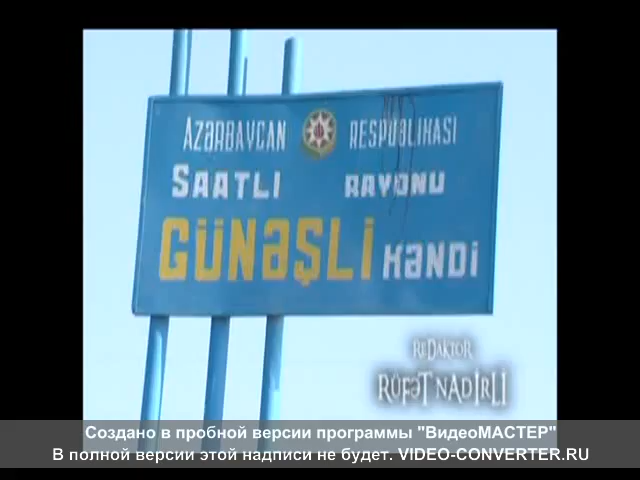 AZƏRBAYCAN RESPUBLİKASI
SAATLI RAYONU
GÜNƏŞLİ KƏNDİ
REDAKTOR
RÜFƏT NADİRLİ
Создано в пробной версии программы "ВидеоМАСТЕР"
В полной версии этой надписи не будет. VIDEO-CONVERTER.RU